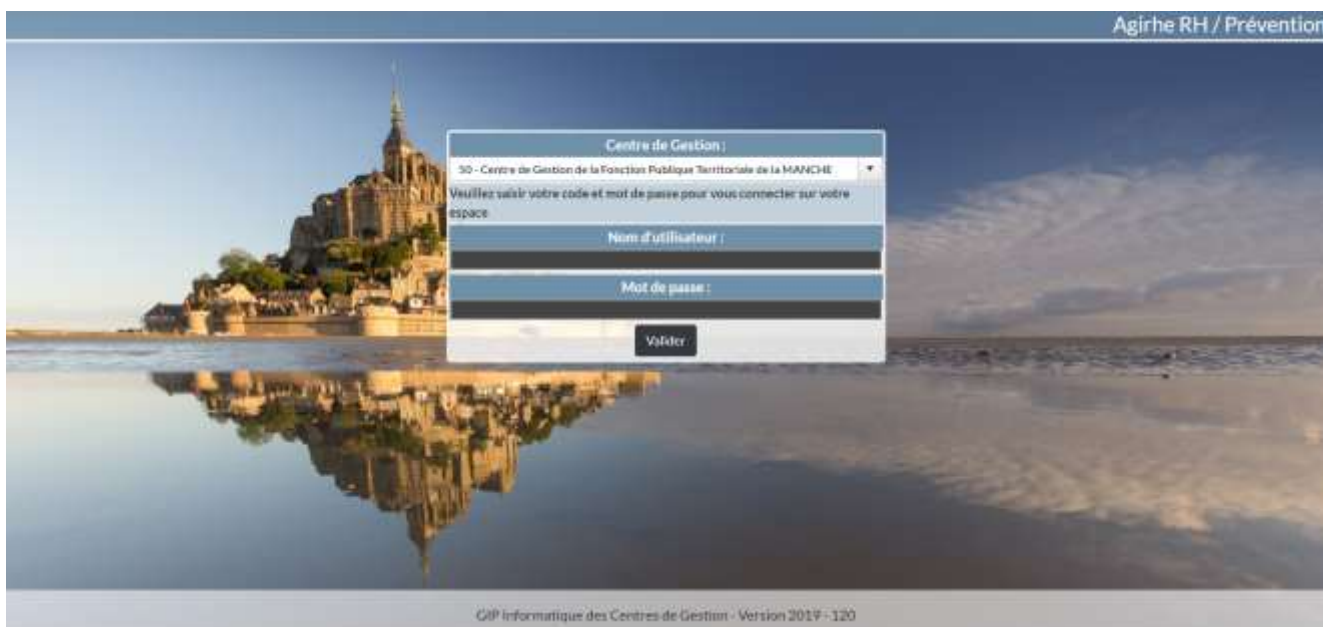 Agirhe RH / Prévention
Centre de Gestion :
50 - Centre de Gestion de la Fonction Publique Territoriale de la MANCHE
Veuillez saisir votre code et mot de passe pour vous connecter sur votre
espace
Nom d'utilisateur :
Mot de passe :
Valider
GIP Informatique des Centres de Gestion - Version 2019 - 120